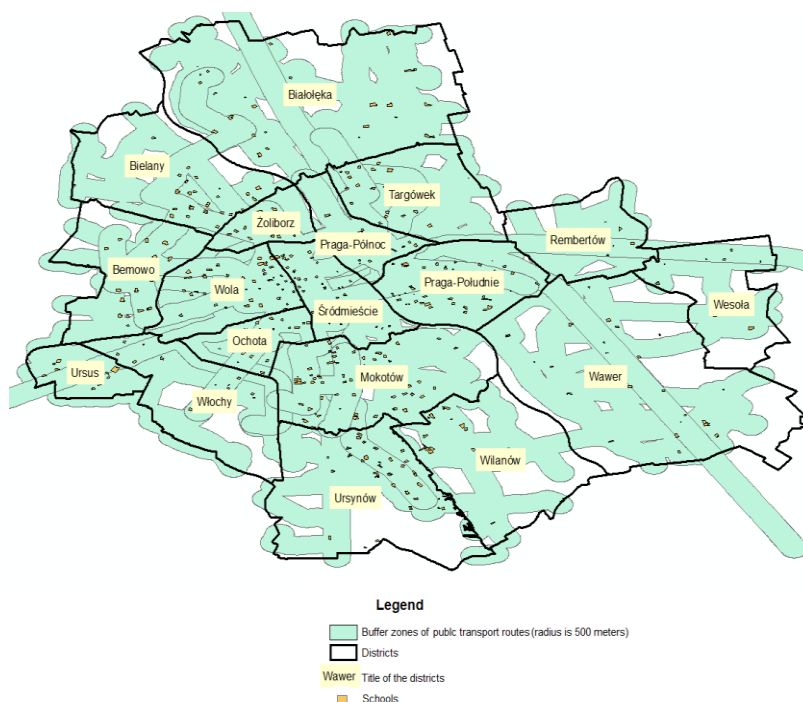 Białołęka
Bielany
Targówek
Żoliborz
Praga-Północ
Rembertów
Bemowo
Wola
Praga-Południe
Wesoła
Śródmieście
Ochota
Ursus
Mokotów
Wawer
Włochy
Wilanów
Ursynów
Legend
Buffer zones of publc transport routes (radius is 500 meters)
Districts
Wawer Title of the districts
Schools